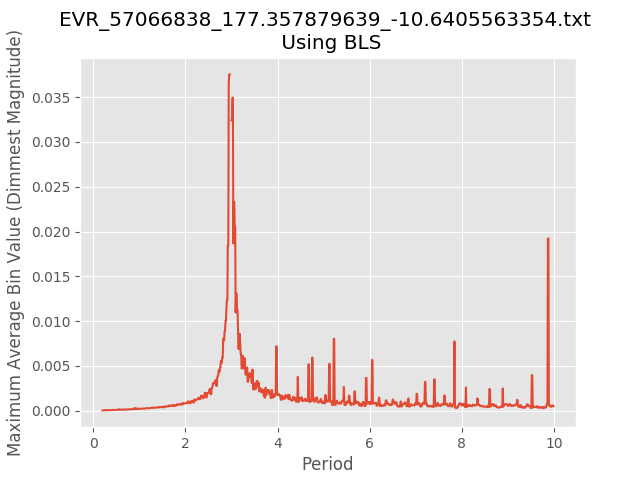 EVR_57066838_177.357879639_-10.6405563354.txt
Using BLS
Maximum Average Bin Value (Dimmest Magnitude)
0.035
0.030
0.025
0.020
0.015
0.010
0.005
0.000
0 2 4 6 8 10
Period